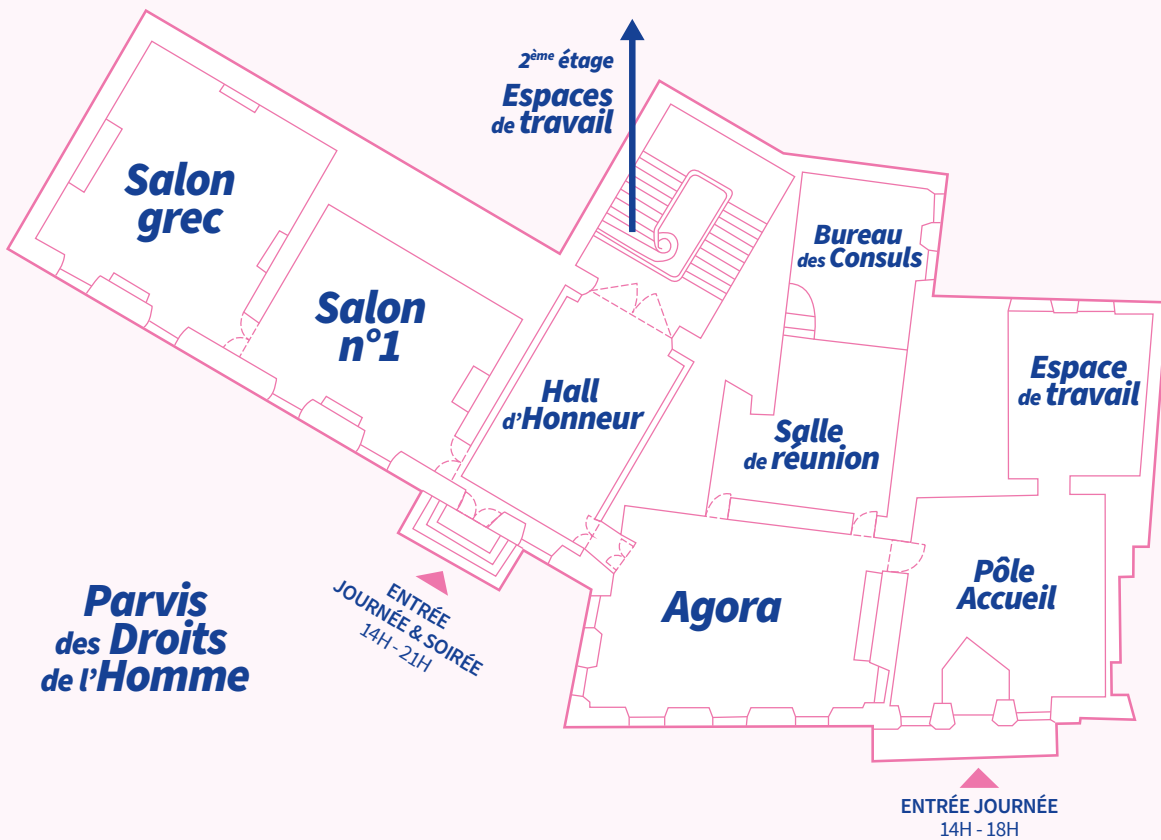 2ème étage
Espaces
de travail
Salon
grec
Bureau
des Consuls
Salon
n°1
Espace
de travail
Hall
d'Honneur
Salle
de réunion
Pôle
Accueil
Agora
Parvis
des Droits
de l'Homme
ENTRÉE
JOURNÉE & SOIRÉE
14H - 21H
ENTRÉE JOURNÉE
14H - 18H